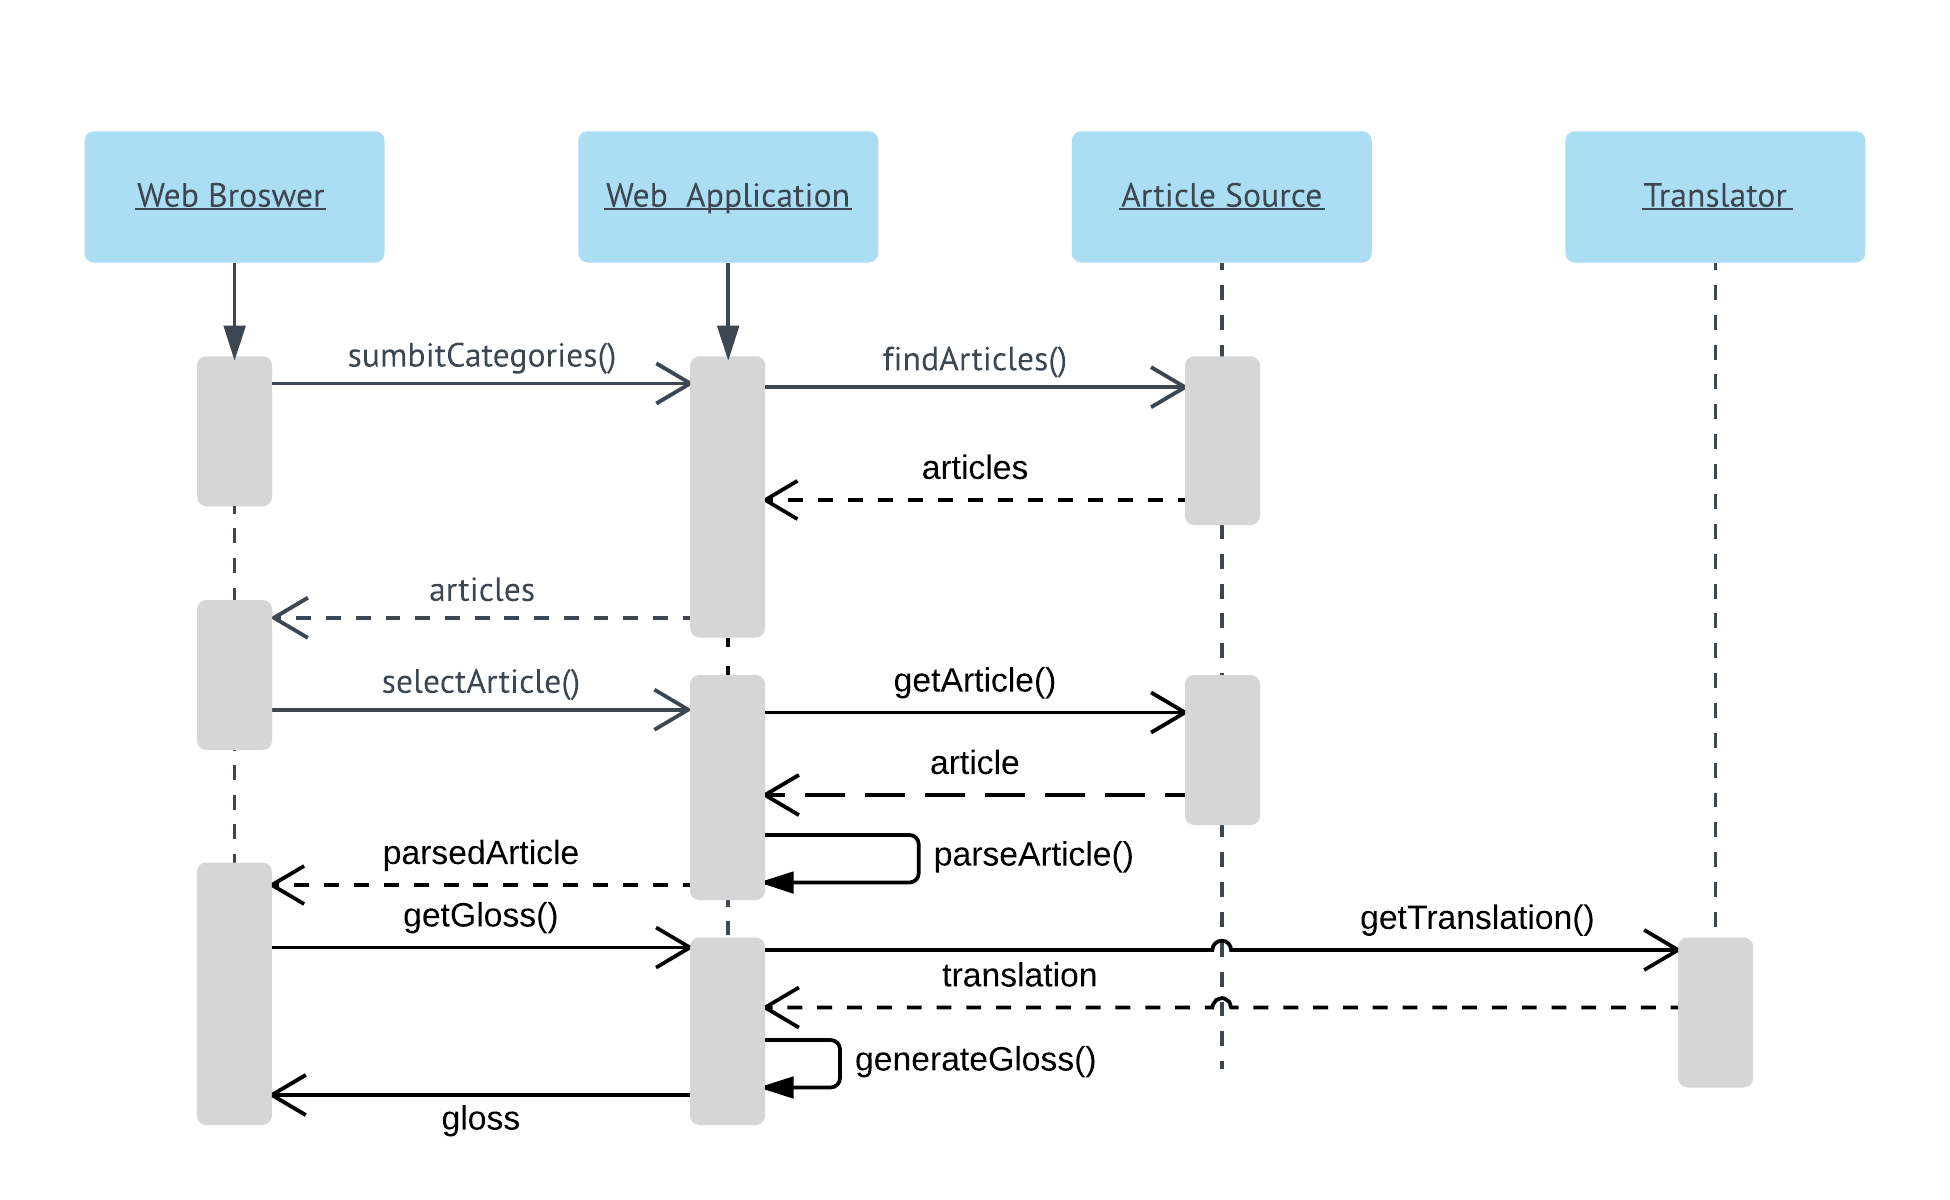 Web Broswer
Web  Application
Article Source
Translator
sumbitCategories()
findArticles()
articles
articles
selectArticle()
getArticle()
article
parsedArticle
parseArticle()
getGloss()
getTranslation()
translation
generateGloss()
gloss